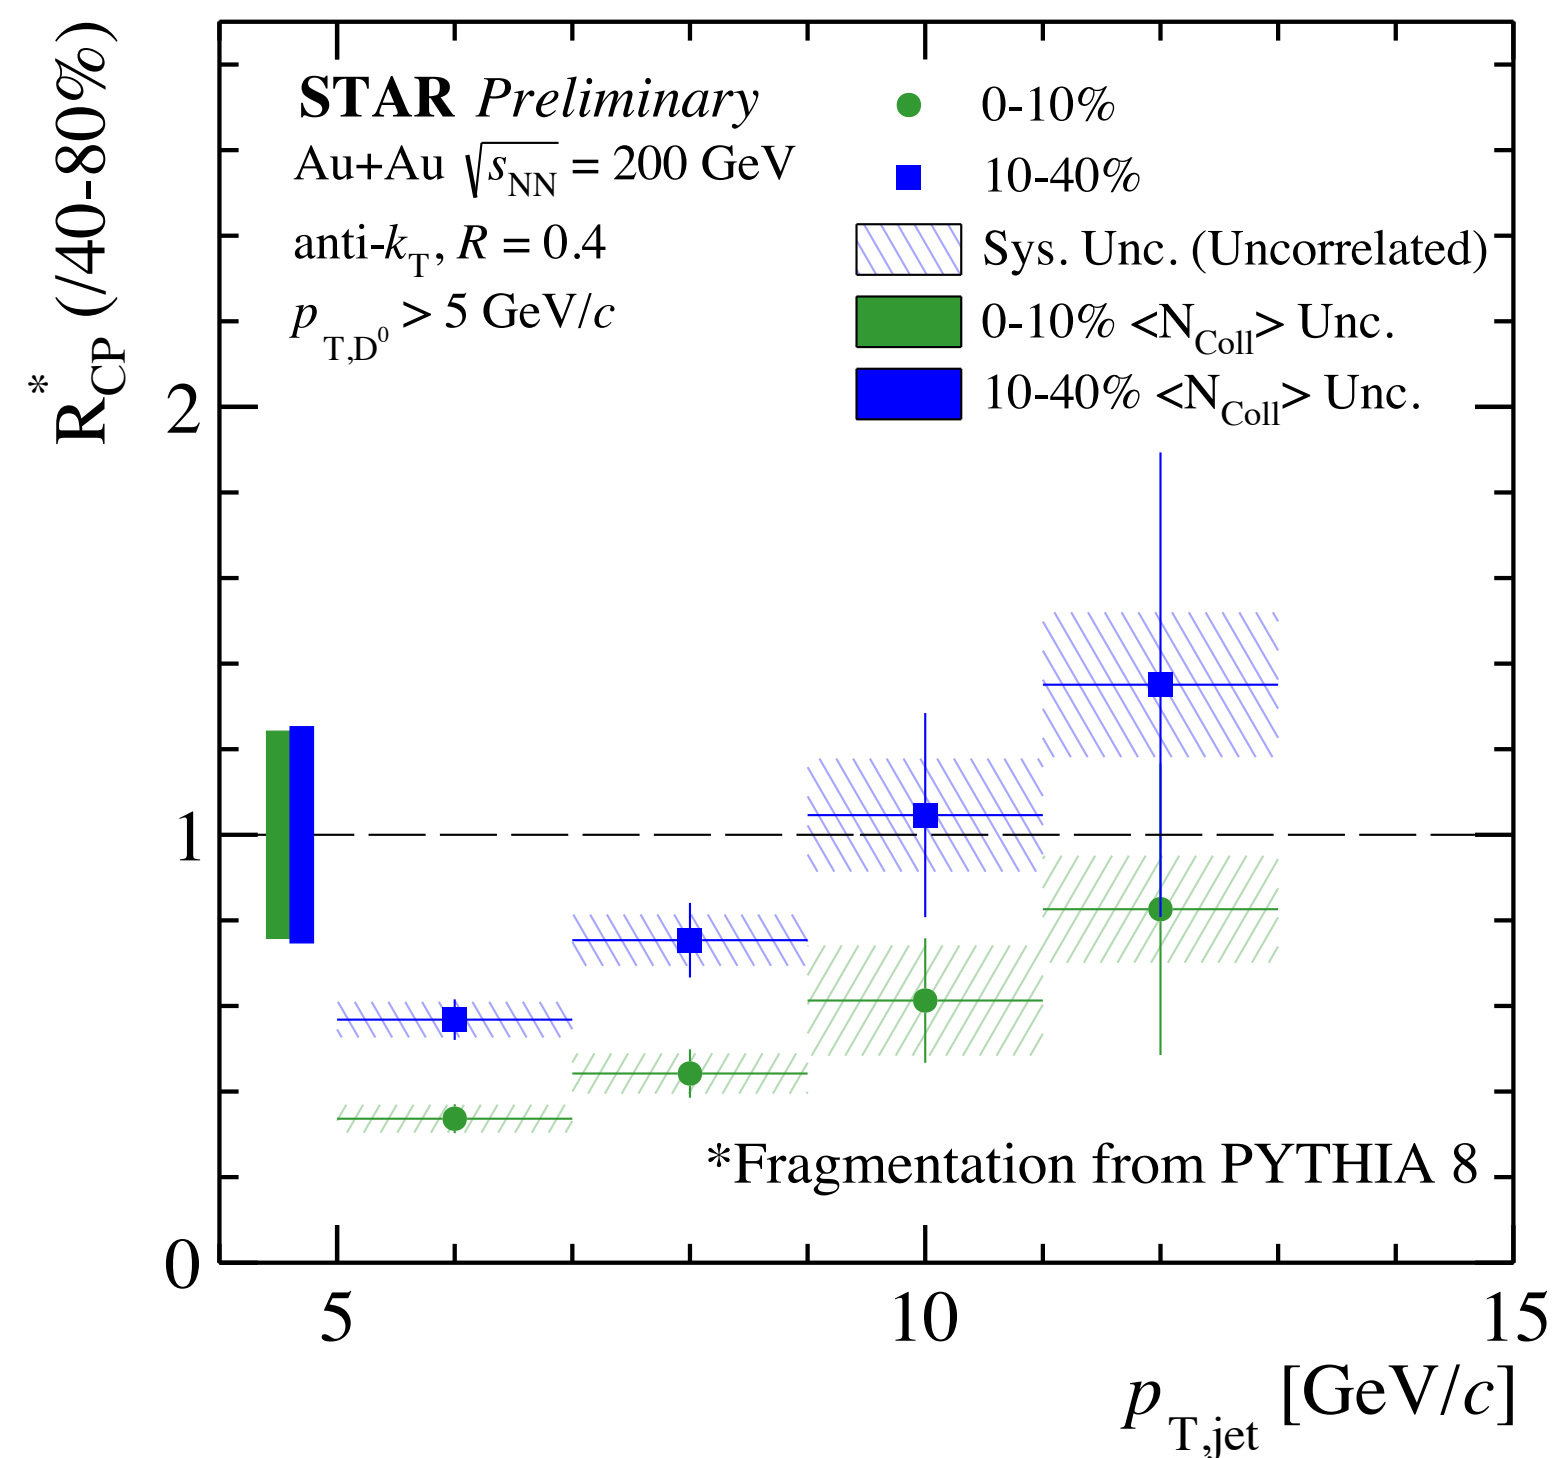 R*CP (/40-80%)
STAR Preliminary
Au+Au √sNN = 200 GeV
anti-kT, R = 0.4
pT,D0 > 5 GeV/c
0-10%
10-40%
Sys. Unc. (Uncorrelated)
0-10% <NColl> Unc.
10-40% <NColl> Unc.
2
1
0
*Fragmentation from PYTHIA 8
5 10 15
pT,jet [GeV/c]